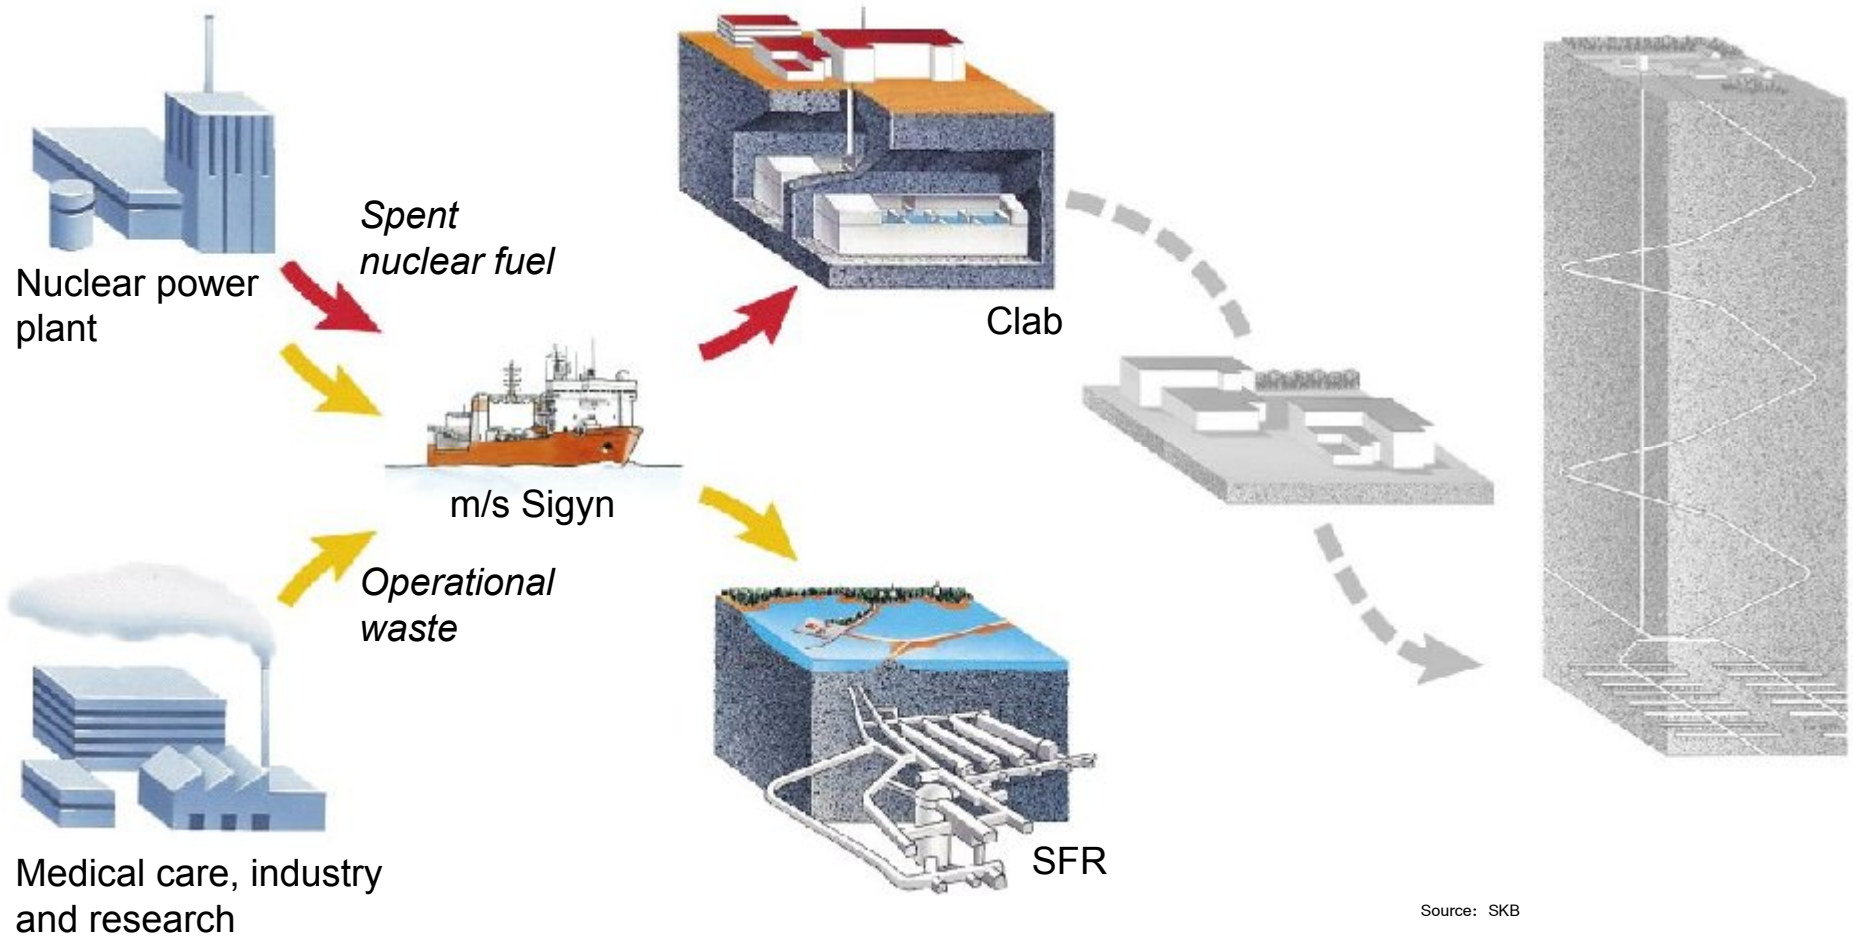 Spent
nuclear fuel
Nuclear power
plant
Clab
m/s Sigyn
Operational
waste
SFR
Medical care, industry
and research
Source: SKB